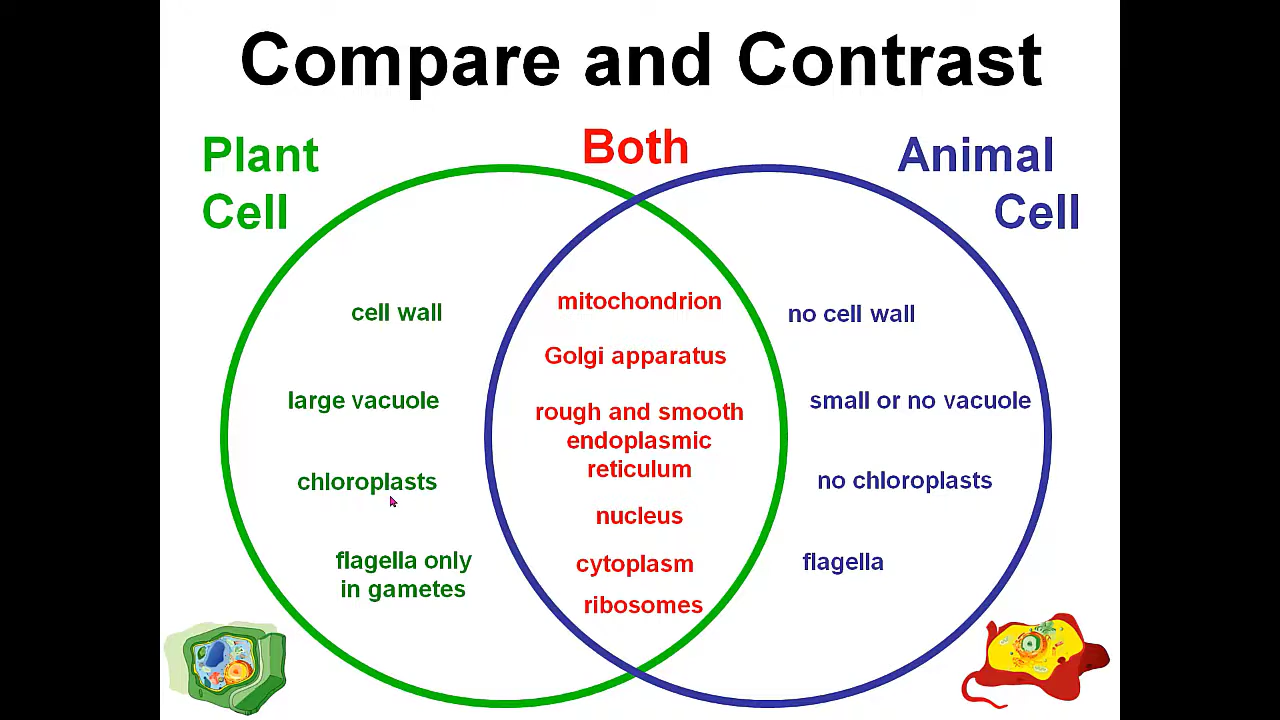 Compare and Contrast
Plant
Cell
Both
Animal
Cell
cell wall
large vacuole
chloroplasts
flagella only
in gametes
mitochondrion
Golgi apparatus
rough and smooth
endoplasmic
reticulum
nucleus
cytoplasm
ribosomes
no cell wall
small or no vacuole
no chloroplasts
flagella